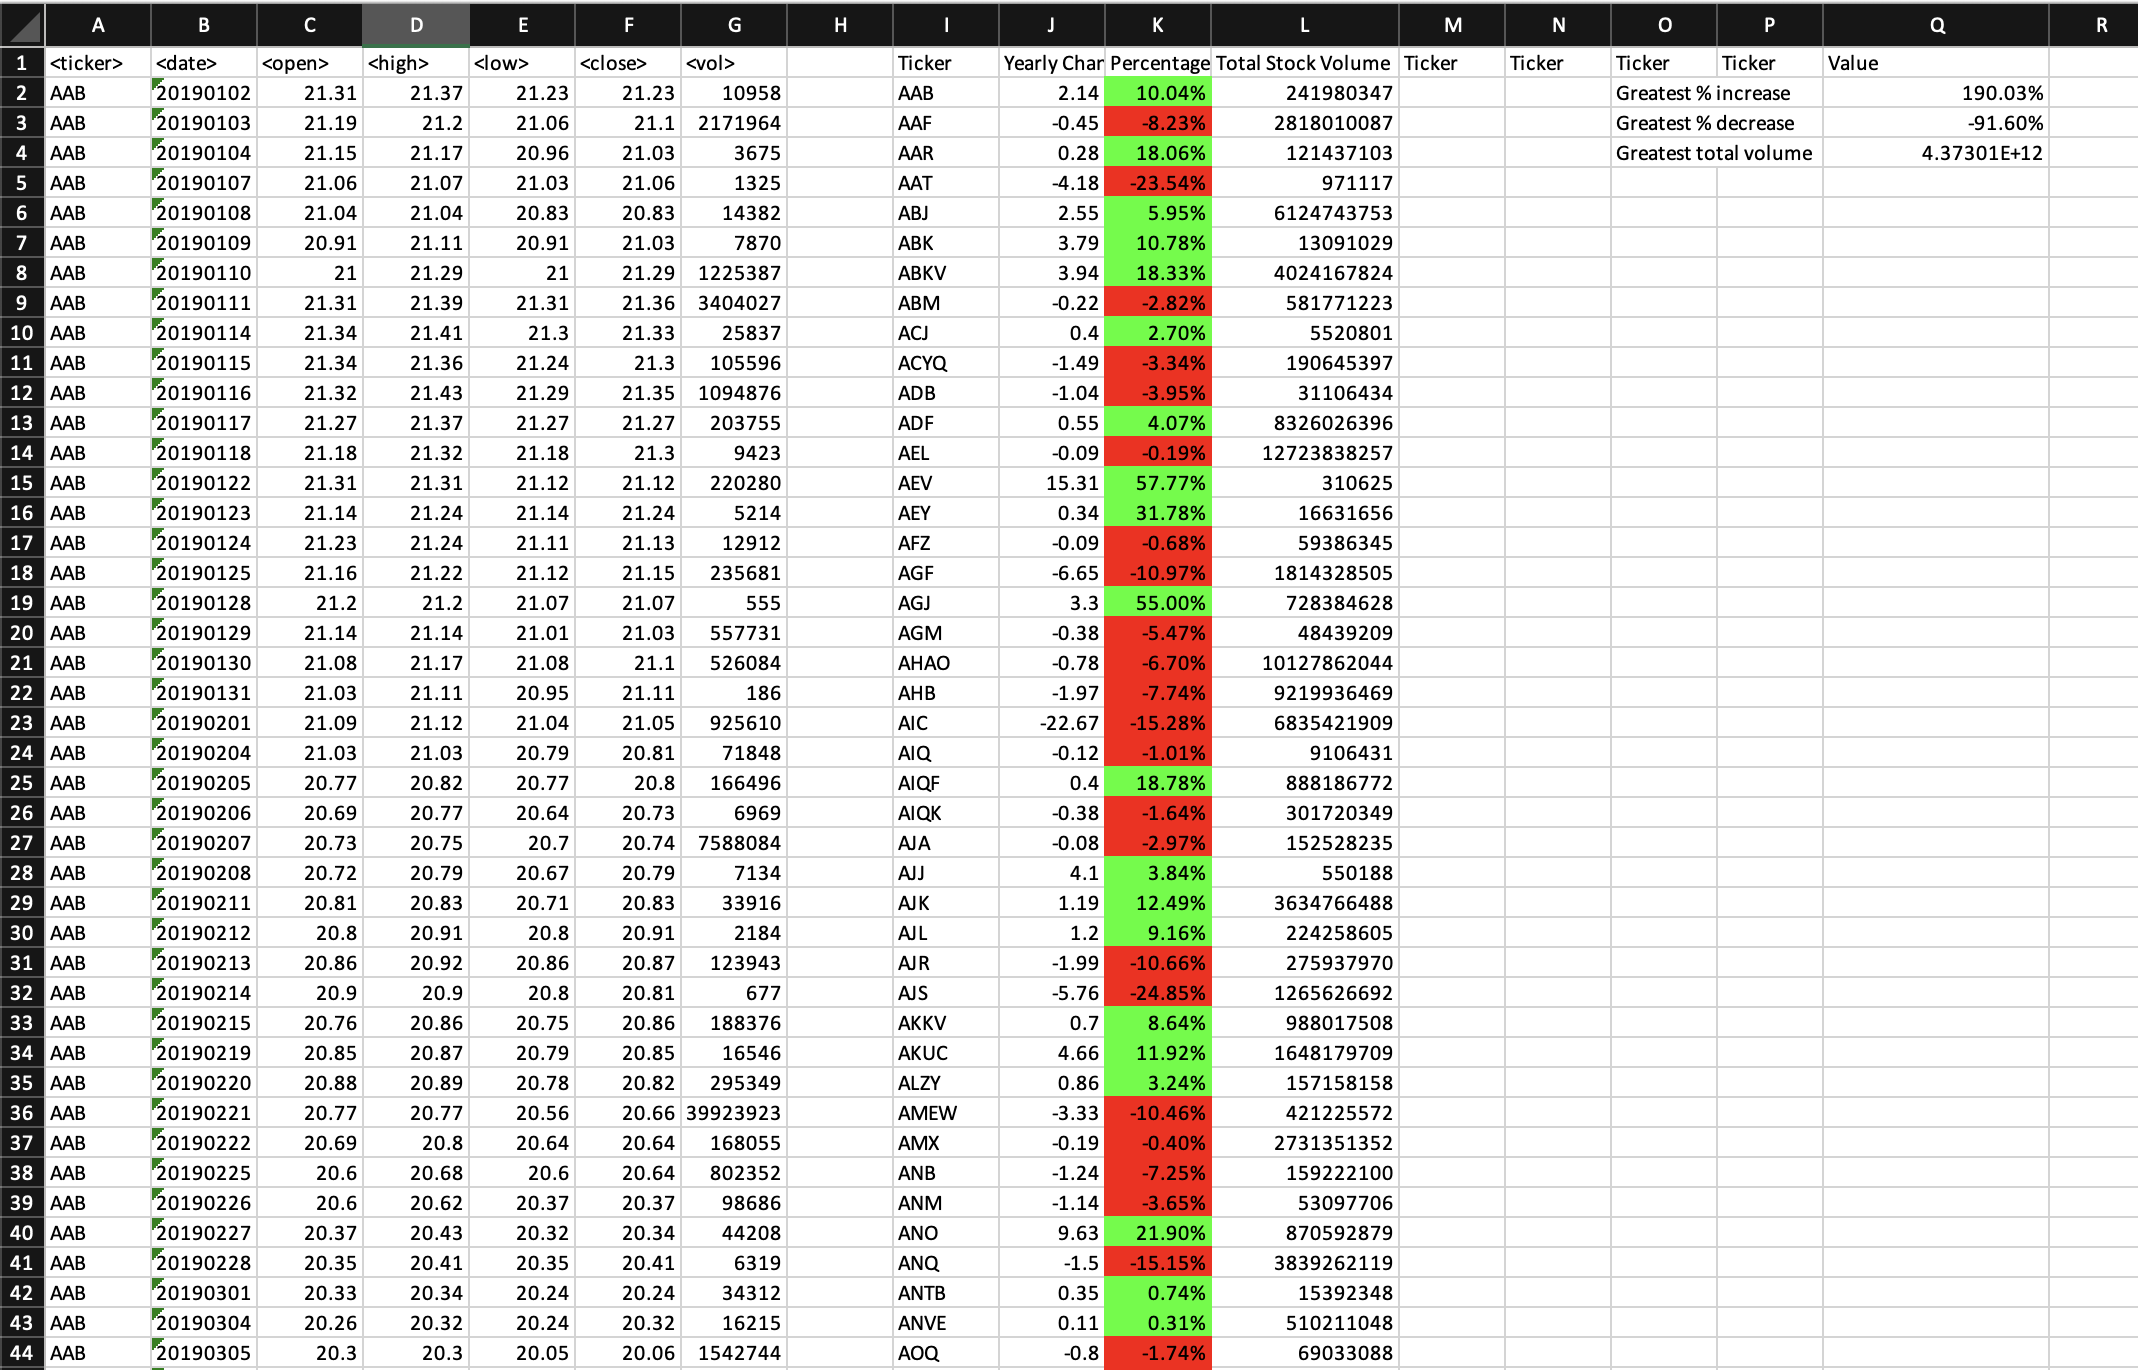 A B C D E F G H I J K L M N O P Q R
1 <ticker> <date> <open> <high> <low> <close> <vol> Ticker Yearly Chan Percentage Total Stock Volume Ticker Ticker Ticker Ticker Value
2 AAB 20190102 21.31 21.37 21.23 21.23 10958 AAB 2.14 10.04% 241980347 Greatest % increase 190.03%
3 AAB 20190103 21.19 21.2 21.06 21.1 2171964 AAF -0.45 -8.23% 2818010087 Greatest % decrease -91.60%
4 AAB 20190104 21.15 21.17 20.96 21.03 3675 AAR 0.28 18.06% 121437103 Greatest total volume 4.37301E+12
5 AAB 20190107 21.06 21.07 21.03 21.06 1325 AAT -4.18 -23.54% 971117
6 AAB 20190108 21.04 21.04 20.83 20.83 14382 ABJ 2.55 5.95% 6124743753
7 AAB 20190109 20.91 21.11 20.91 21.03 7870 ABK 3.79 10.78% 13091029
8 AAB 20190110 21 21.29 21 21.29 1225387 ABKV 3.94 18.33% 4024167824
9 AAB 20190111 21.31 21.39 21.31 21.36 3404027 ABM -0.22 -2.82% 581771223
10 AAB 20190114 21.34 21.41 21.3 21.33 25837 ACJ 0.4 2.70% 5520801
11 AAB 20190115 21.34 21.36 21.24 21.3 105596 ACYQ -1.49 -3.34% 190645397
12 AAB 20190116 21.32 21.43 21.29 21.35 1094876 ADB -1.04 -3.95% 31106434
13 AAB 20190117 21.27 21.37 21.27 21.27 203755 ADF 0.55 4.07% 8326026396
14 AAB 20190118 21.18 21.32 21.18 21.3 9423 AEL -0.09 -0.19% 12723838257
15 AAB 20190122 21.31 21.31 21.12 21.12 220280 AEV 15.31 57.77% 310625
16 AAB 20190123 21.14 21.24 21.14 21.24 5214 AEY 0.34 31.78% 16631656
17 AAB 20190124 21.23 21.24 21.11 21.13 12912 AFZ -0.09 -0.68% 59386345
18 AAB 20190125 21.16 21.22 21.12 21.15 235681 AGF -6.65 -10.97% 1814328505
19 AAB 20190128 21.2 21.2 21.07 21.07 555 AGJ 3.3 55.00% 728384628
20 AAB 20190129 21.14 21.14 21.01 21.03 557731 AGM -0.38 -5.47% 48439209
21 AAB 20190130 21.08 21.17 21.08 21.1 526084 AHAO -0.78 -6.70% 10127862044
22 AAB 20190131 21.03 21.11 20.95 21.11 186 AHB -1.97 -7.74% 9219936469
23 AAB 20190201 21.09 21.12 21.04 21.05 925610 AIC -22.67 -15.28% 6835421909
24 AAB 20190204 21.03 21.03 20.79 20.81 71848 AIQ -0.12 -1.01% 9106431
25 AAB 20190205 20.77 20.82 20.77 20.8 166496 AIQF 0.4 18.78% 888186772
26 AAB 20190206 20.69 20.77 20.64 20.73 6969 AIQK -0.38 -1.64% 301720349
27 AAB 20190207 20.73 20.75 20.7 20.74 7588084 AJA -0.08 -2.97% 152528235
28 AAB 20190208 20.72 20.79 20.67 20.79 7134 AJJ 4.1 3.84% 550188
29 AAB 20190211 20.81 20.83 20.71 20.83 33916 AJK 1.19 12.49% 3634766488
30 AAB 20190212 20.8 20.91 20.8 20.91 2184 AJL 1.2 9.16% 224258605
31 AAB 20190213 20.86 20.92 20.86 20.87 123943 AJR -1.99 -10.66% 275937970
32 AAB 20190214 20.9 20.9 20.8 20.81 677 AJS -5.76 -24.85% 1265626692
33 AAB 20190215 20.76 20.86 20.75 20.86 188376 AKKV 0.7 8.64% 988017508
34 AAB 20190219 20.85 20.87 20.79 20.85 16546 AKUC 4.66 11.92% 1648179709
35 AAB 20190220 20.88 20.89 20.78 20.82 295349 ALZY 0.86 3.24% 157158158
36 AAB 20190221 20.77 20.77 20.56 20.66 39923923 AMEW -3.33 -10.46% 421225572
37 AAB 20190222 20.69 20.8 20.64 20.64 168055 AMX -0.19 -0.40% 2731351352
38 AAB 20190225 20.6 20.68 20.6 20.64 802352 ANB -1.24 -7.25% 159222100
39 AAB 20190226 20.6 20.62 20.37 20.37 98686 ANM -1.14 -3.65% 53097706
40 AAB 20190227 20.37 20.43 20.32 20.34 44208 ANO 9.63 21.90% 870592879
41 AAB 20190228 20.35 20.41 20.35 20.41 6319 ANQ -1.5 -15.15% 3839262119
42 AAB 20190301 20.33 20.34 20.24 20.24 34312 ANTB 0.35 0.74% 15392348
43 AAB 20190304 20.26 20.32 20.24 20.32 16215 ANVE 0.11 0.31% 510211048
44 AAB 20190305 20.3 20.3 20.05 20.06 1542744 AOQ -0.8 -1.74% 69033088